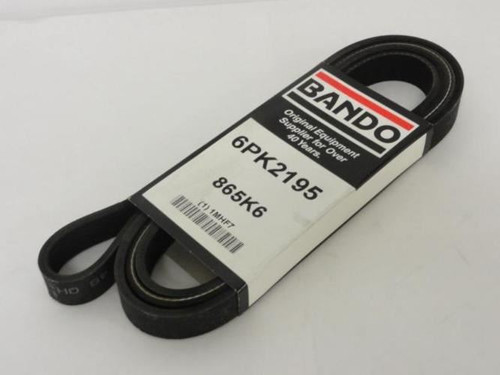 BANDO
Original Equipment
Supplier for Over
40 Years.
6PK2195
865K6
(1) 1MHF7